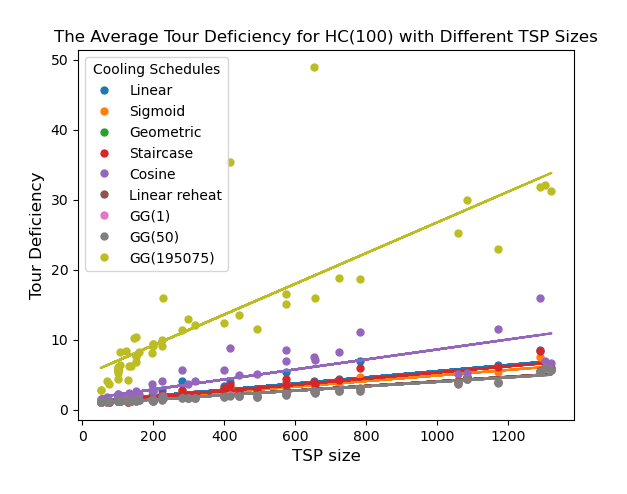 The Average Tour Deficiency for HC(100) with Different TSP Sizes
Tour Deficiency
50
40
30
20
10
0
Cooling Schedules
Linear
Sigmoid
Geometric
Staircase
Cosine
Linear reheat
GG(1)
GG(50)
GG(195075)
0
200
400
600
800
1000
1200
TSP size